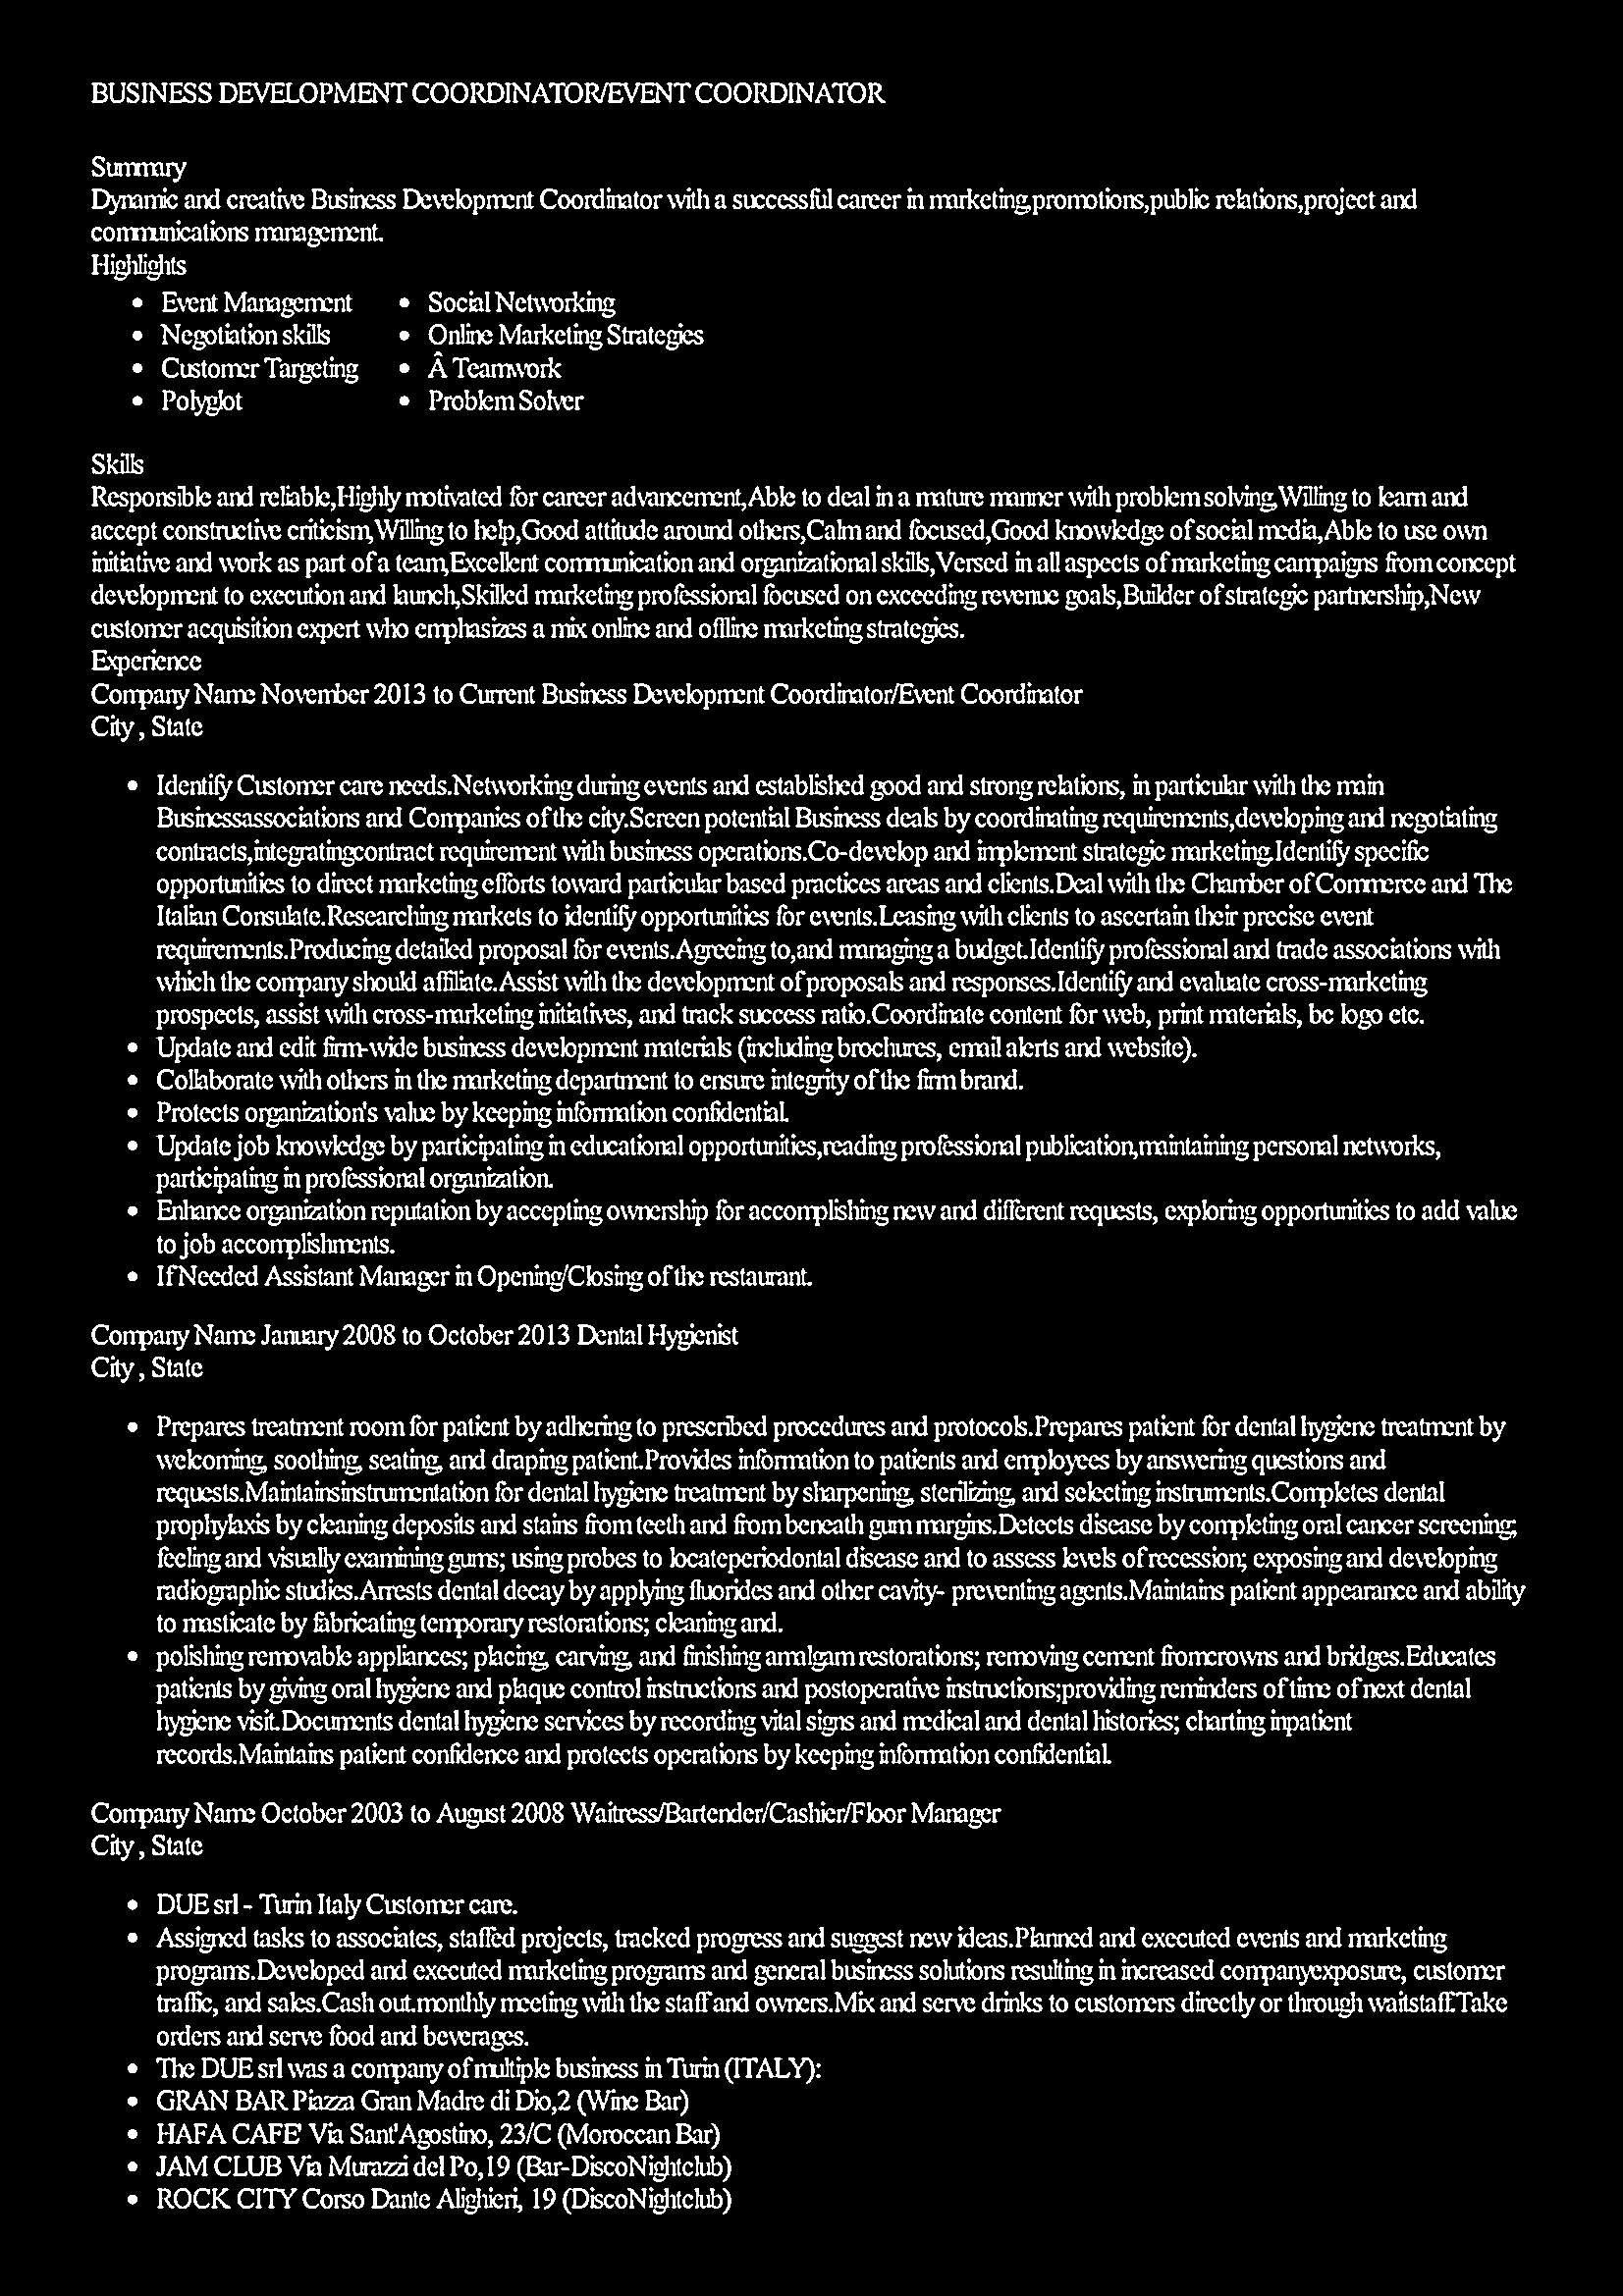 BUSINESS DEVELOPMENT COORDINATOR/EVENT COORDINATOR
Summary
Dynamic and creative Business Development Coordinator with a successful career in marketing,promotions,public relations,project and
communications management.
Highlights
• Event Management
• Negotiation skills
• Customer Targeting
• Polyglot
• Social Networking
• Online Marketing Strategies
• Â Teamwork
• Problem Solver
Skills
Responsible and reliable,Highly motivated for career advancement,Able to deal in a mature manner with problem solving,Willing to learn and
accept constructive criticism,Willing to help,Good attitude around others,Calm and focused,Good knowledge of social media,Able to use own
initiative and work as part of a team,Excellent communication and organizational skills,Versed in all aspects of marketing campaigns from concept
development to execution and launch,Skilled marketing professional focused on exceeding revenue goals,Builder of strategic partnership,New
customer acquisition expert who emphasizes a mix online and offline marketing strategies.
Experience
Company Name November 2013 to Current Business Development Coordinator/Event Coordinator
City , State
• Identify Customer care needs.Networking during events and established good and strong relations, in particular with the main
Businessassociations and Companies of the city.Screen potential Business deals by coordinating requirements,developing and negotiating
contracts,integratingcontract requirement with business operations.Co-develop and implement strategic marketing.Identify specific
opportunities to direct marketing efforts toward particular based practices areas and clients.Deal with the Chamber of Commerce and The
Italian Consulate.Researching markets to identify opportunities for events.Leasing with clients to ascertain their precise event
requirements.Producing detailed proposal for events.Agreeing to,and managing a budget.Identify professional and trade associations with
which the company should affiliate.Assist with the development of proposals and responses.Identify and evaluate cross-marketing
prospects, assist with cross-marketing initiatives, and track success ratio.Coordinate content for web, print materials, be logo etc.
• Update and edit firm-wide business development materials (including brochures, email alerts and website).
• Collaborate with others in the marketing department to ensure integrity of the firm brand.
• Protects organization's value by keeping information confidential.
• Update job knowledge by participating in educational opportunities,reading professional publication,maintaining personal networks,
participating in professional organization.
• Enhance organization reputation by accepting ownership for accomplishing new and different requests, exploring opportunities to add value
to job accomplishments.
• If Needed Assistant Manager in Opening/Closing of the restaurant.
Company Name January 2008 to October 2013 Dental Hygienist
City , State
• Prepares treatment room for patient by adhering to prescribed procedures and protocols.Prepares patient for dental hygiene treatment by
welcoming, soothing, seating, and draping patient.Provides information to patients and employees by answering questions and
requests.Maintainsinstrumentation for dental hygiene treatment by sharpening, sterilizing, and selecting instruments.Completes dental
prophylaxis by cleaning deposits and stains from teeth and from beneath gum margins.Detects disease by completing oral cancer screening;
feeling and visually examining gums; using probes to locateperiodontal disease and to assess levels of recession; exposing and developing
radiographic studies.Arrests dental decay by applying fluorides and other cavity- preventing agents.Maintains patient appearance and ability
to masticate by fabricating temporary restorations; cleaning and.
• polishing removable appliances; placing, carving, and finishing amalgam restorations; removing cement fromcrowns and bridges.Educates
patients by giving oral hygiene and plaque control instructions and postoperative instructions;providing reminders of time of next dental
hygiene visit.Documents dental hygiene services by recording vital signs and medical and dental histories; charting inpatient
records.Maintains patient confidence and protects operations by keeping information confidential.
Company Name October 2003 to August 2008 Waitress/Bartender/Cashier/Floor Manager
City , State
• DUE srl - Turin Italy Customer care.
• Assigned tasks to associates, staffed projects, tracked progress and suggest new ideas.Planned and executed events and marketing
programs.Developed and executed marketing programs and general business solutions resulting in increased companyexposure, customer
traffic, and sales.Cash out.monthly meeting with the staff and owners.Mix and serve drinks to customers directly or through waitstaff.Take
orders and serve food and beverages.
• The DUE srl was a company of multiple business in Turin (ITALY):
• GRAN BAR Piazza Gran Madre di Dio,2 (Wine Bar)
• HAFA CAFE' Via Sant'Agostino, 23/C (Moroccan Bar)
• JAM CLUB Via Murazzi del Po,19 (Bar-DiscoNightclub)
• ROCK CITY Corso Dante Alighieri, 19 (DiscoNightclub)